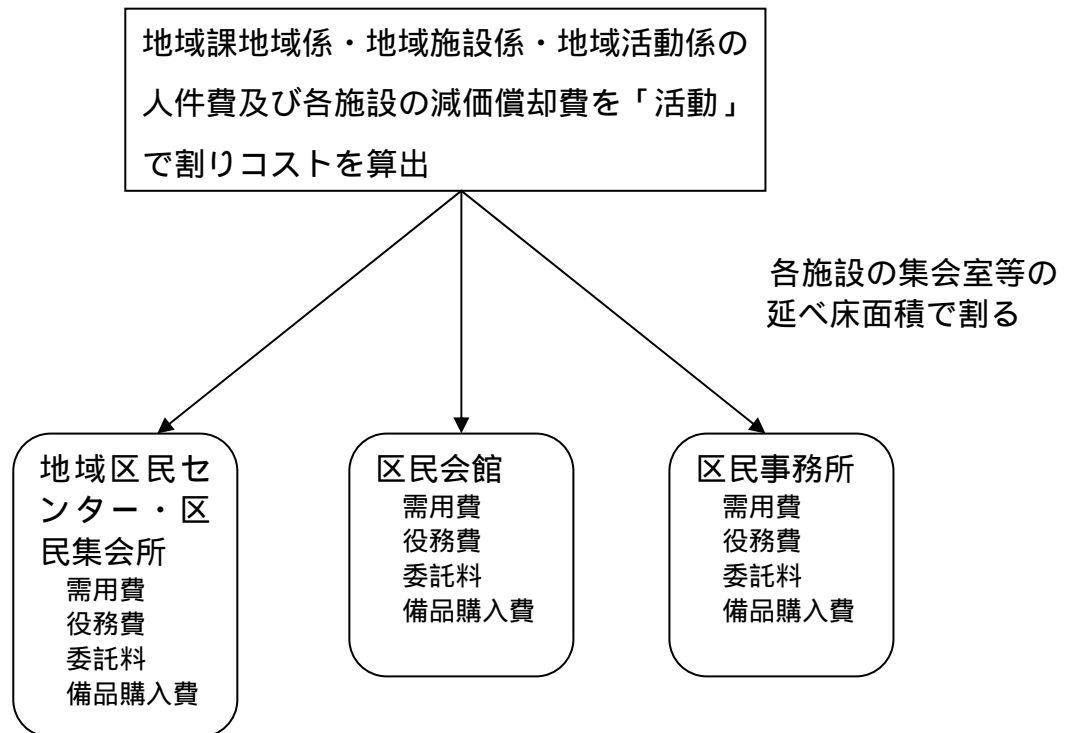 地域課地域係・地域施設係・地域活動係の
人件費及び各施設の減価償却費を「活動」
で割りコストを算出
各施設の集会室等の
延べ床面積で割る
地域区民セ
ンター・区
民集会所
需用費
役務費
委託料
備品購入費
区民会館
需用費
役務費
委託料
備品購入費
区民事務所
需用費
役務費
委託料
備品購入費